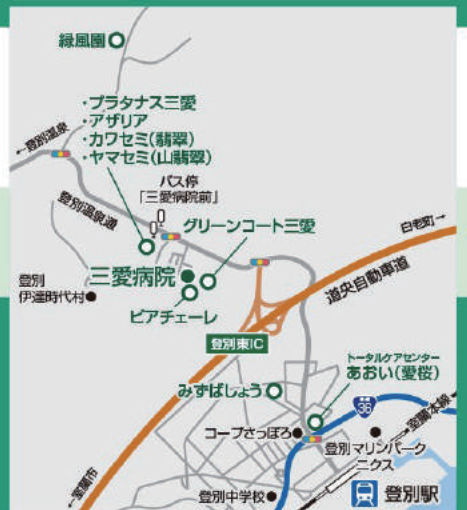 緑風園
・プラタナス三愛
・アザリア
・カワセミ(翡翠)
・ヤマセミ(山翡翠)
←登別温泉
バス停
「三愛病院前」
登別温泉道
グリーンコート三愛
白老町→
三愛病院
登別
伊達時代村
ピアチェーレ
道央自動車道
登別東IC
トータルケアセンター
あおい(愛桜)
みずばしょう
36
コープさっぽろ
登別マリンパーク
ニクス
至蘭本線
←室蘭市
登別中学校
登別駅